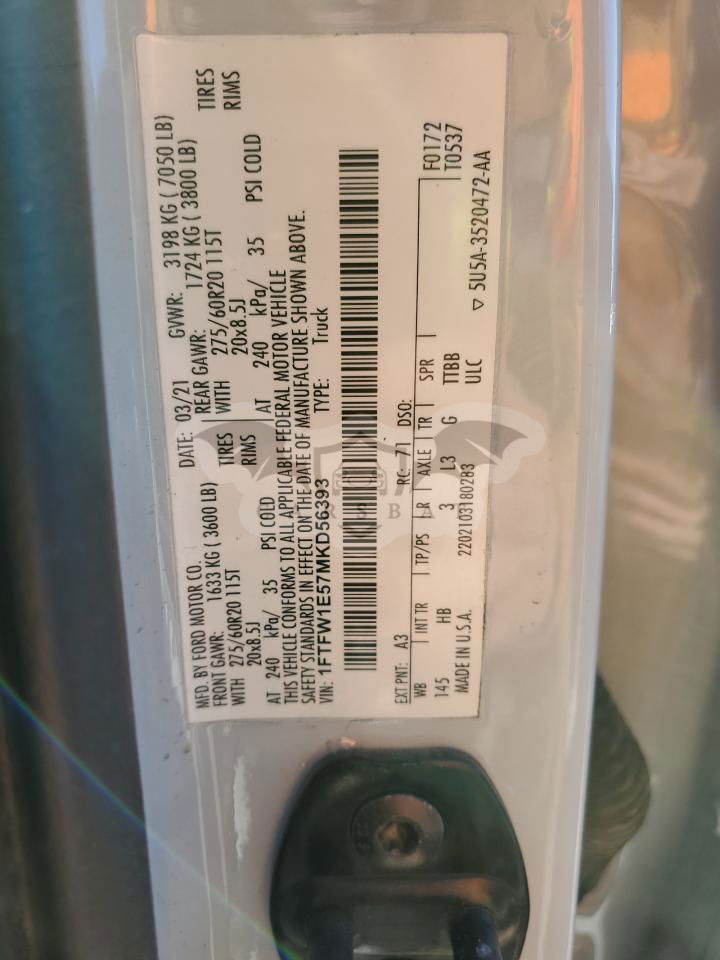 MFD. BY FORD MOTOR CO.
DATE: 03/21 GVWR: 3198 KG ( 7050 LB)
FRONT GAWR: 1633 KG ( 3600 LB) REAR GAWR: 1724 KG ( 3800 LB)
WITH 275/60R20 115T TIRES WITH 275/60R20 115T TIRES
20x8.5J RIMS 20x8.5J RIMS
AT 240 kPa/ 35 PSI COLD AT 240 kPa/ 35 PSI COLD
THIS VEHICLE CONFORMS TO ALL APPLICABLE FEDERAL MOTOR VEHICLE
SAFETY STANDARDS IN EFFECT ON THE DATE OF MANUFACTURE SHOWN ABOVE.
VIN: 1FTFW1E57MKD56393 TYPE: Truck
F0172
T0537
EXT PNT: A3 RC: 71 DSO:
WB INT TR TP/PS R AXLE TR SPR
145 HB 3 L3 G TTBB
MADE IN U.S.A. 2202103180283 ULC
▽ 5U5A-3520472-AA